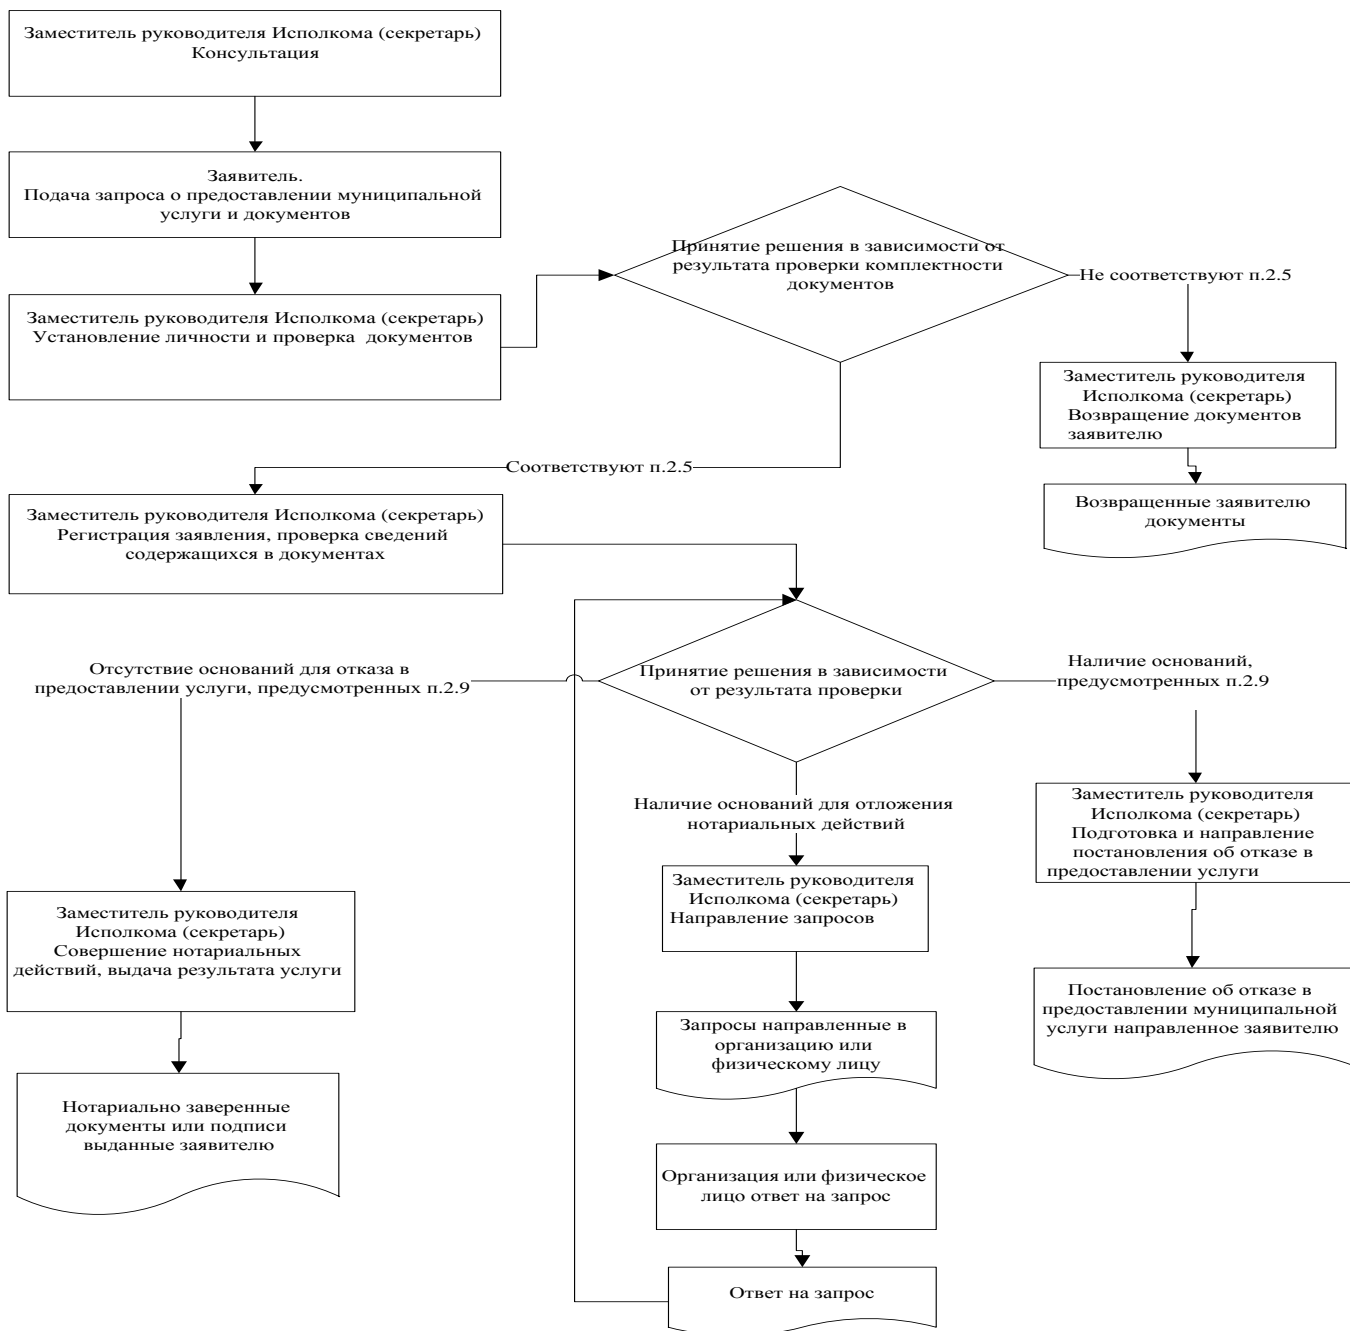 Заместитель руководителя Исполкома (секретарь)
Консультация
Заявитель.
Подача запроса о предоставлении муниципальной
услуги и документов
Заместитель руководителя Исполкома (секретарь)
Установление личности и проверка документов
Принятие решения в зависимости от
результата проверки комплектности
документов
Не соответствуют п.2.5
Заместитель руководителя
Исполкома (секретарь)
Возвращение документов
заявителю
Возвращенные заявителю
документы
Соответствуют п.2.5
Заместитель руководителя Исполкома (секретарь)
Регистрация заявления, проверка сведений
содержащихся в документах
Принятие решения в зависимости
от результата проверки
Отсутствие оснований для отказа в
предоставлении услуги, предусмотренных п.2.9
Наличие оснований,
предусмотренных п.2.9
Наличие оснований для отложения
нотариальных действий
Заместитель руководителя
Исполкома (секретарь)
Совершение нотариальных
действий, выдача результата услуги
Нотариально заверенные
документы или подписи
выданные заявителю
Заместитель руководителя
Исполкома (секретарь)
Направление запросов
Запросы направленные в
организацию или
физическому лицу
Организация или физическое
лицо ответ на запрос
Ответ на запрос
Заместитель руководителя
Исполкома (секретарь)
Подготовка и направление
постановления об отказе в
предоставлении услуги
Постановление об отказе в
предоставлении муниципальной
услуги направленное заявителю